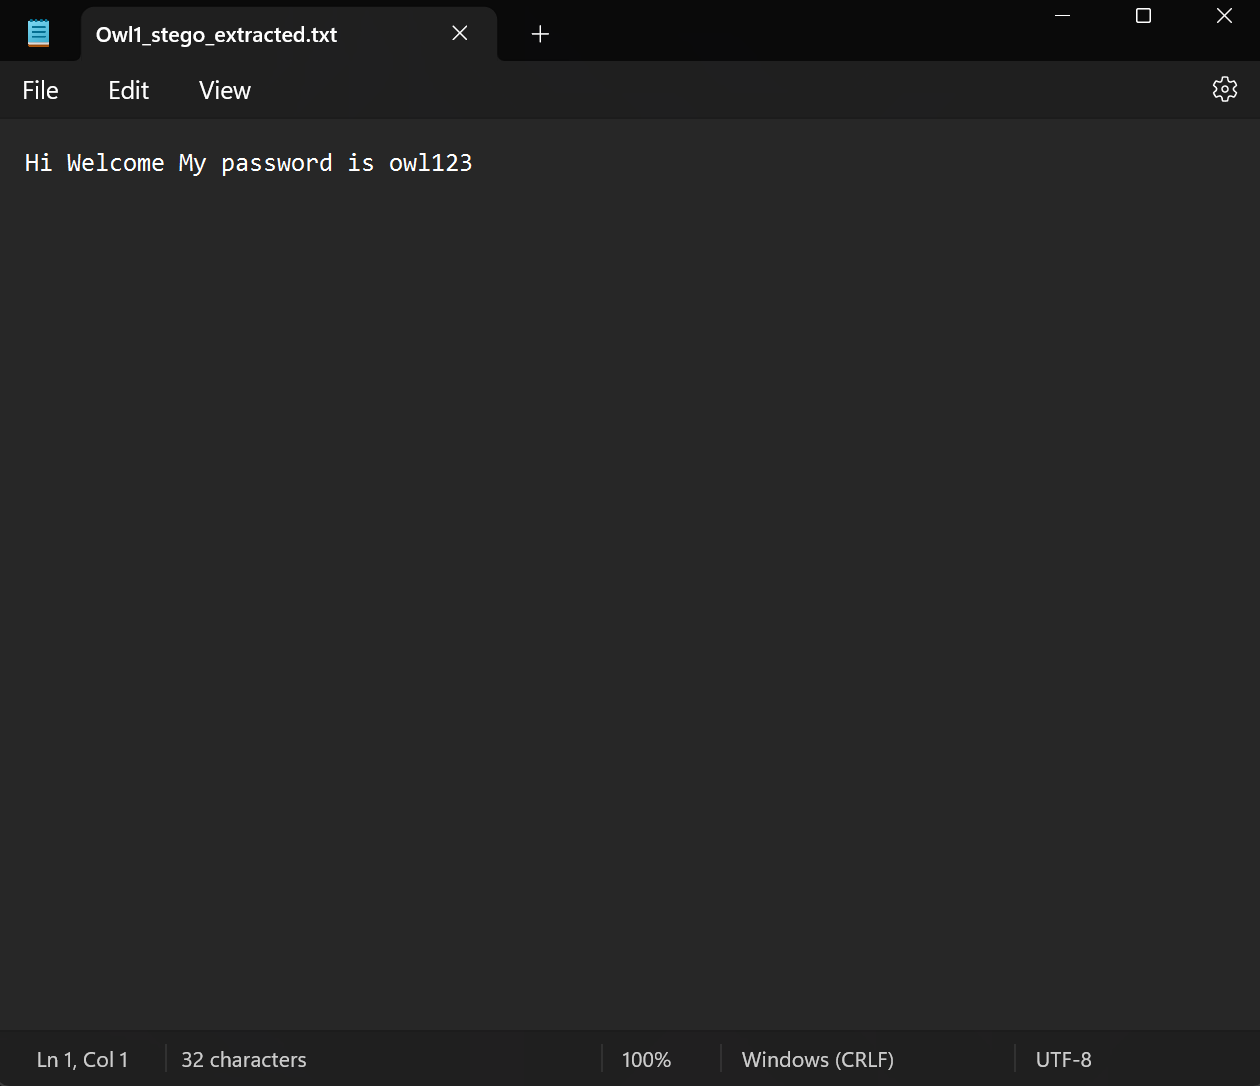 Owl1_stego_extracted.txt
File Edit View
Hi Welcome My password is owl123
Ln 1, Col 1 32 characters 100% Windows (CRLF) UTF-8